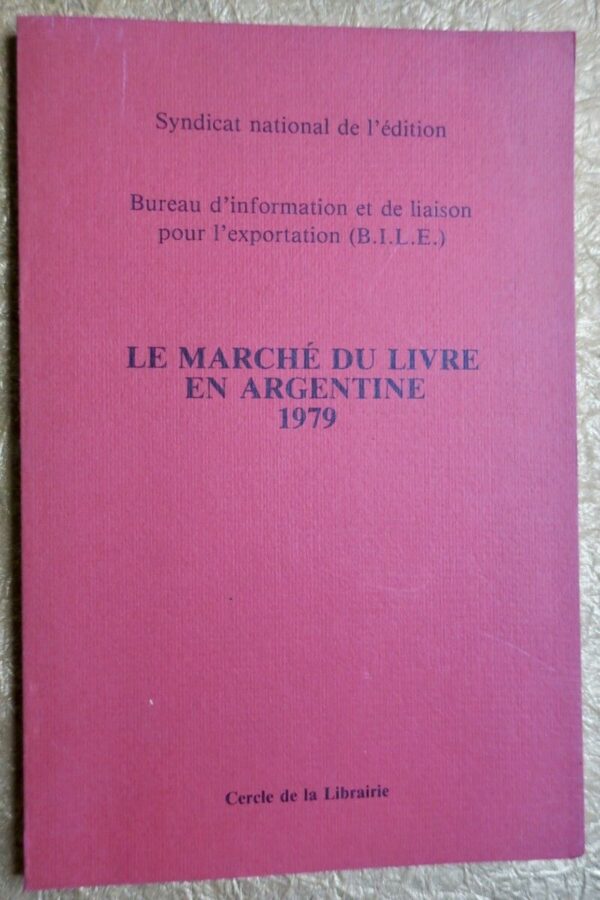 Syndicat national de l'édition
Bureau d'information et de liaison
pour l'exportation (B.I.L.E.)
LE MARCHÉ DU LIVRE
EN ARGENTINE
1979
Cercle de la Librairie